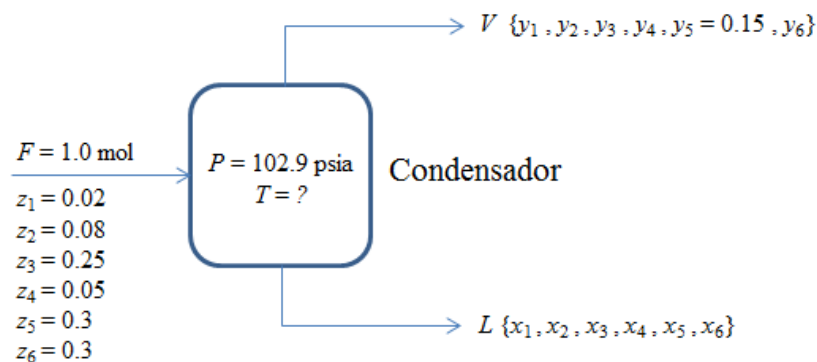 V {y₁ , y₂ , y₃ , y₄ , y₅ = 0.15 , y₆}
F = 1.0 mol
P = 102.9 psia
T = ?
Condensador
z₁ = 0.02
z₂ = 0.08
z₃ = 0.25
z₄ = 0.05
z₅ = 0.3
z₆ = 0.3
L {x₁ , x₂ , x₃ , x₄ , x₅ , x₆}